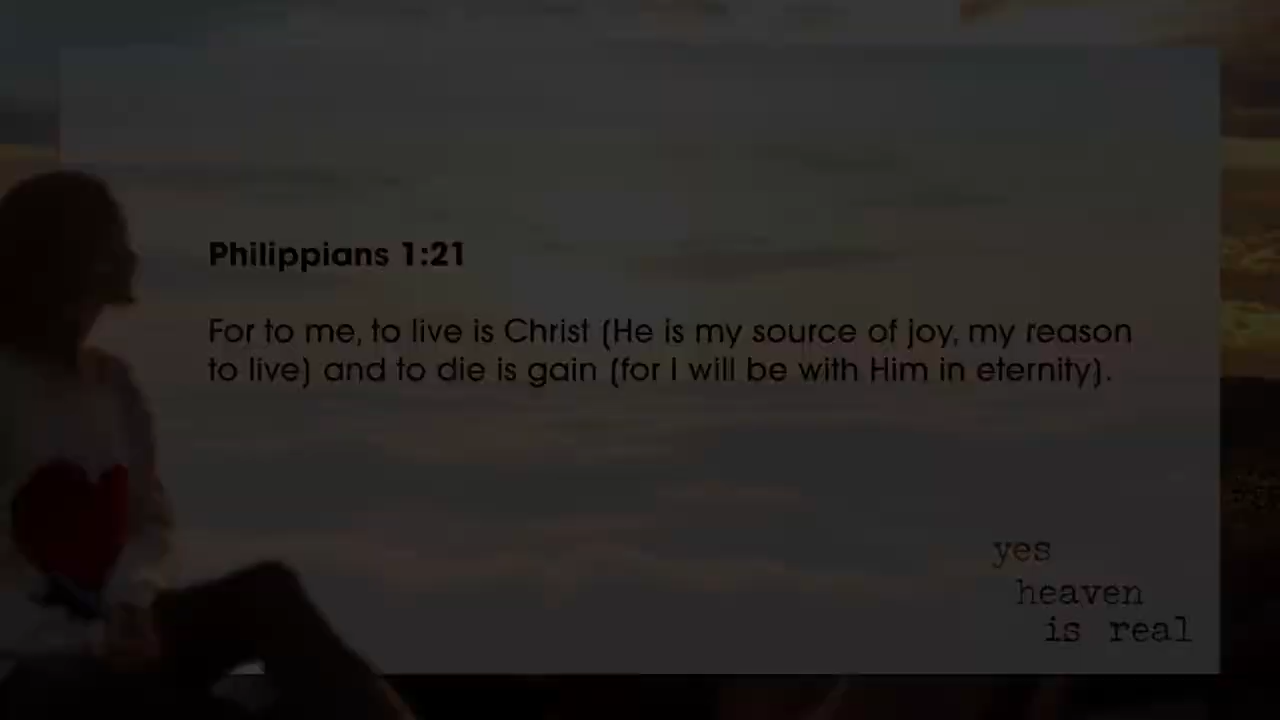 Philippians 1:21
For to me, to live is Christ (He is my source of joy, my reason
to live) and to die is gain (for I will be with Him in eternity).
yes
heaven
is real